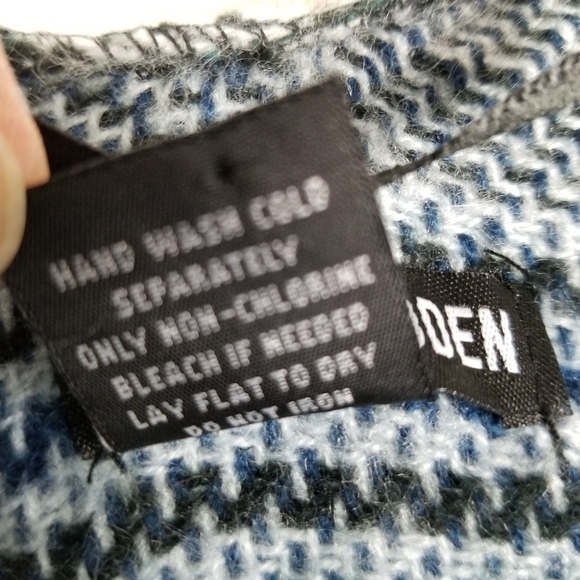 HAND WASH COLD
SEPARATELY
ONLY NON-CHLORINE
BLEACH IF NEEDED
LAY FLAT TO DRY
DO NOT IRON
DEN